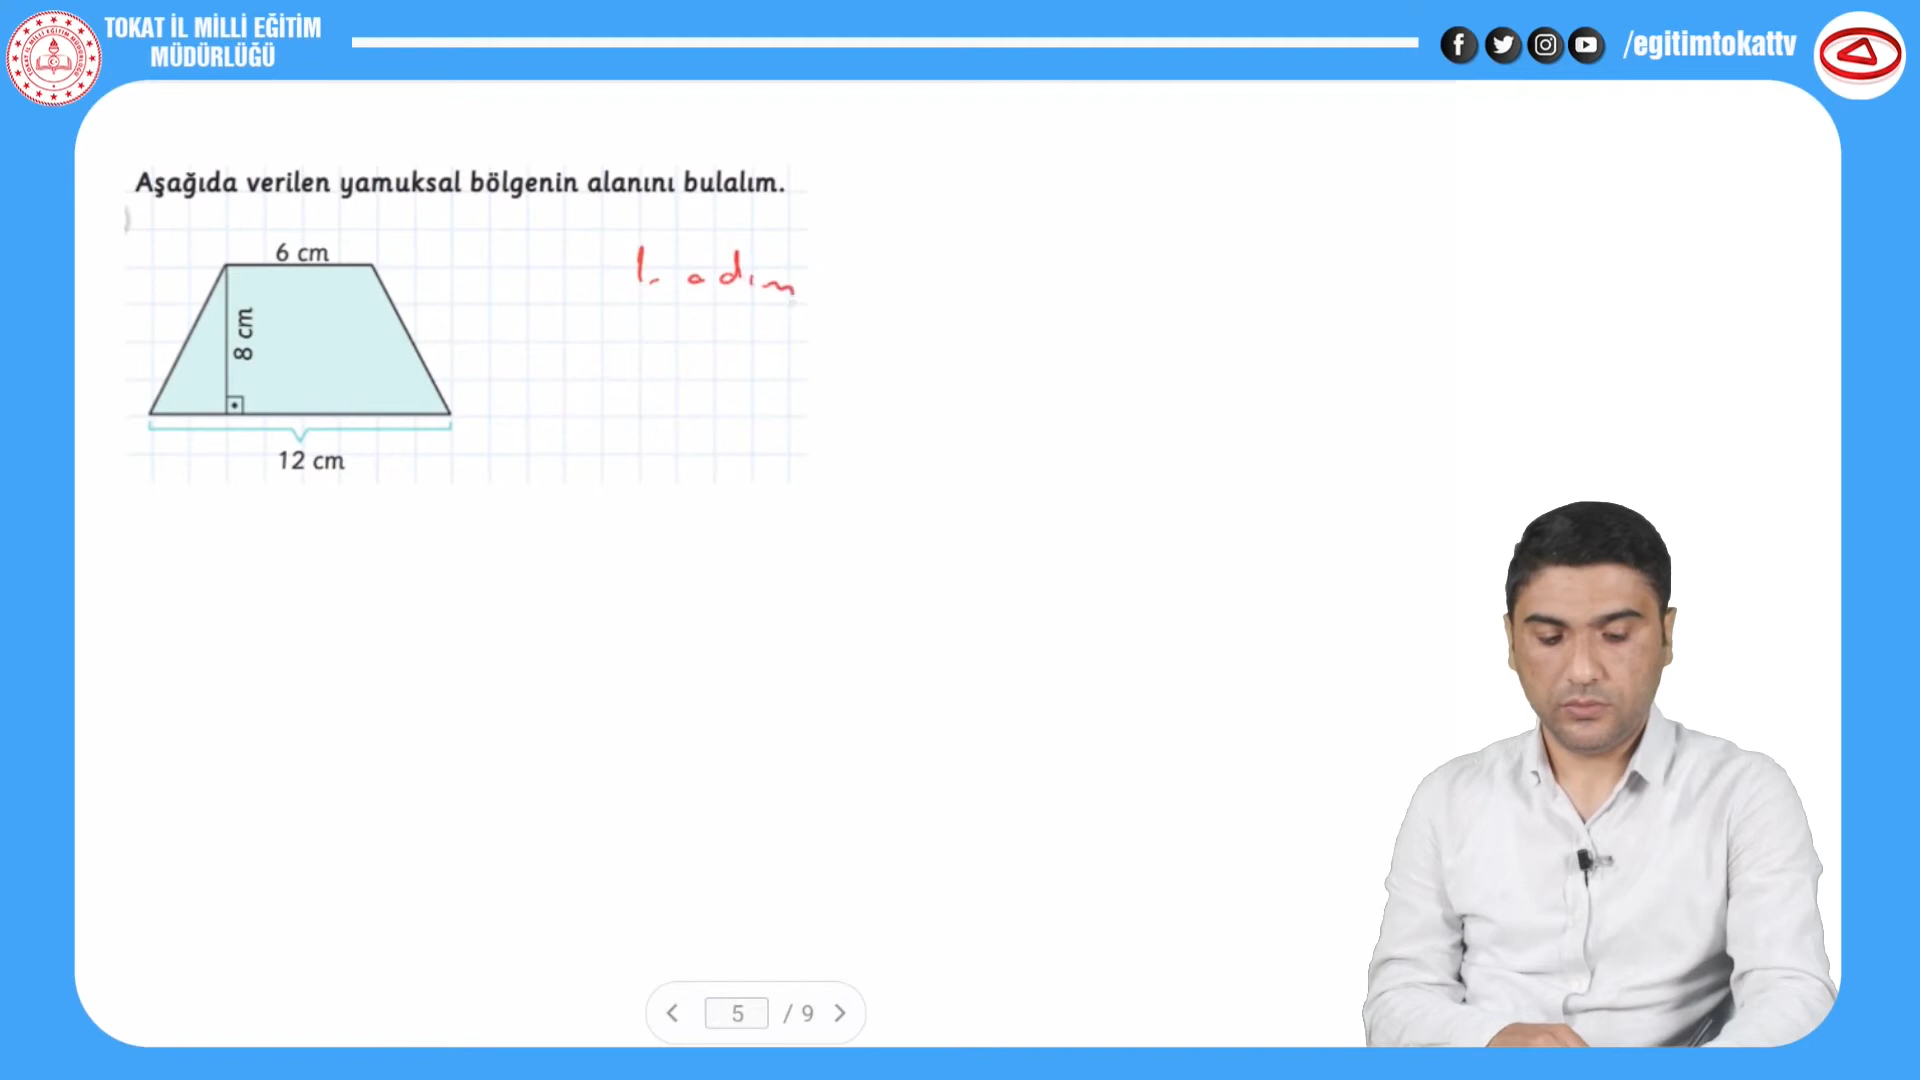 TOKAT İL MİLLİ EĞİTİM
MÜDÜRLÜĞÜ
/egitimtokattv
Aşağıda verilen yamuksal bölgenin alanını bulalım.
6 cm
1. adım
8 cm
12 cm
5 / 9